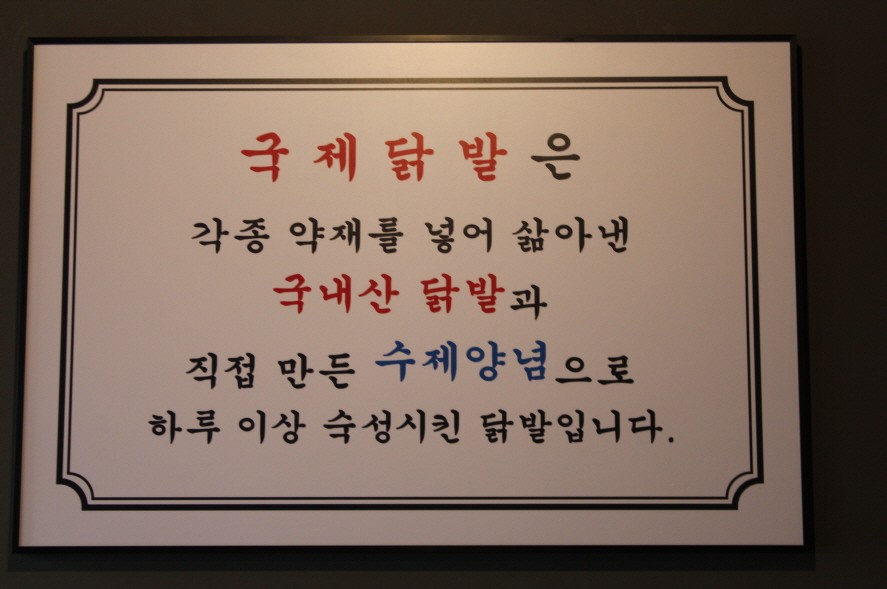 국제닭발은
각종 약재를 넣어 삶아낸
국내산 닭발과
직접 만든 수제양념으로
하루 이상 숙성시킨 닭발입니다.